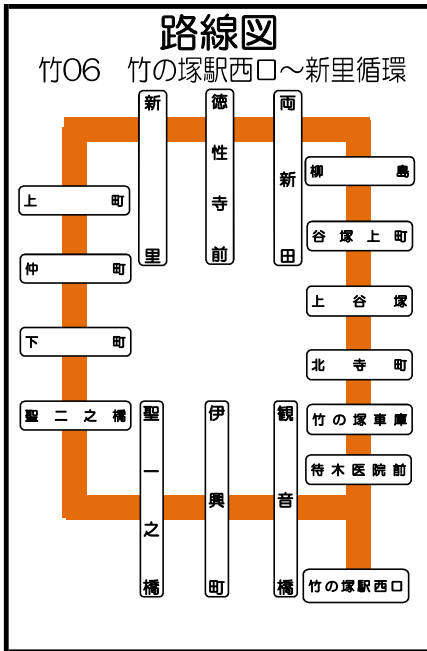 路線図
竹06 竹の塚駅西口～新里循環
新里
徳性寺前
両新田
柳島
上町
谷塚上町
仲町
上谷塚
下町
北寺町
聖二之橋
聖一之橋
伊興町
観音橋
竹の塚車庫
待木医院前
竹の塚駅西口